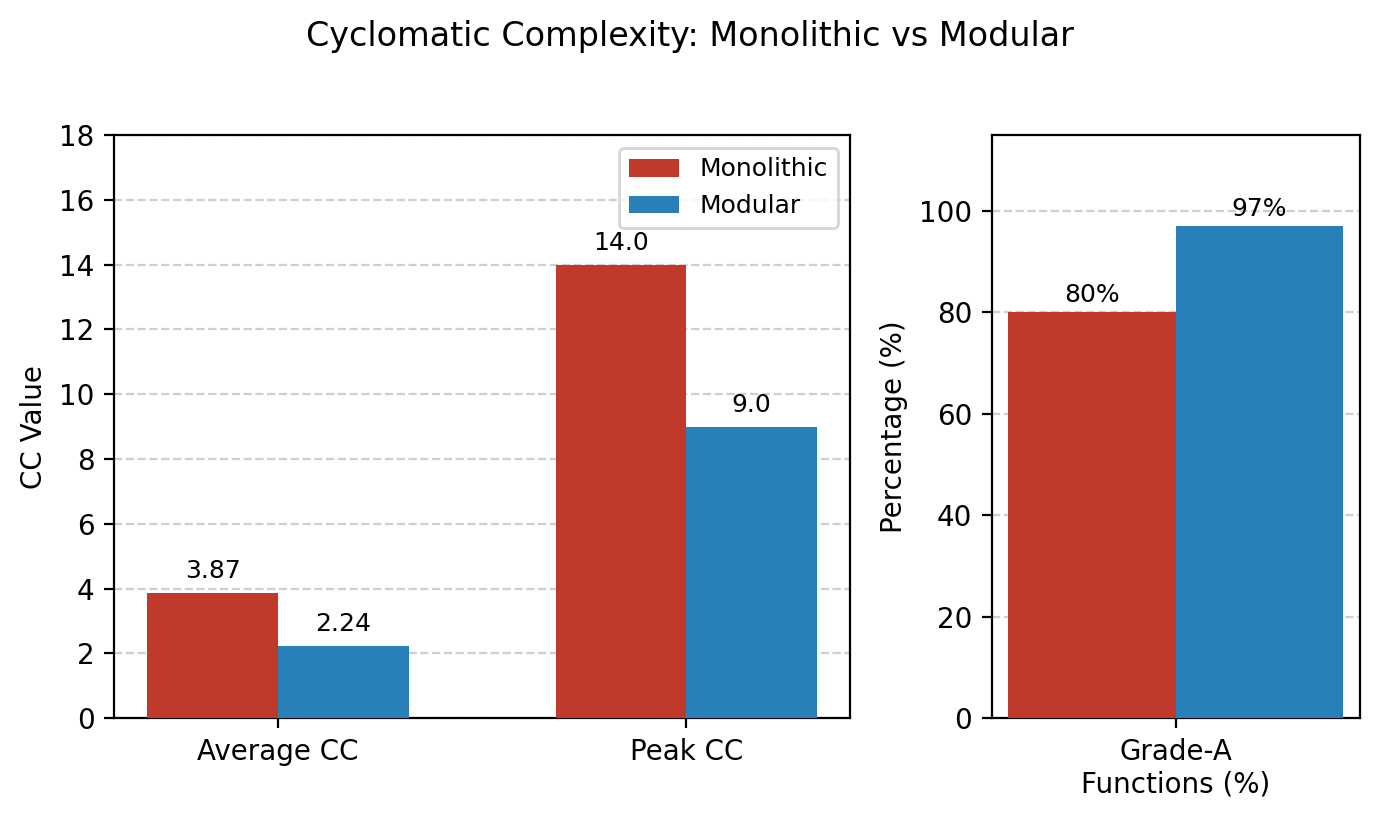 Cyclomatic Complexity: Monolithic vs Modular
CC Value
18
16
14
12
10
8
6
4
2
0
Monolithic
Modular
3.87
2.24
14.0
9.0
Average CC
Peak CC
Percentage (%)
100
80
60
40
20
0
80%
97%
Grade-A
Functions (%)